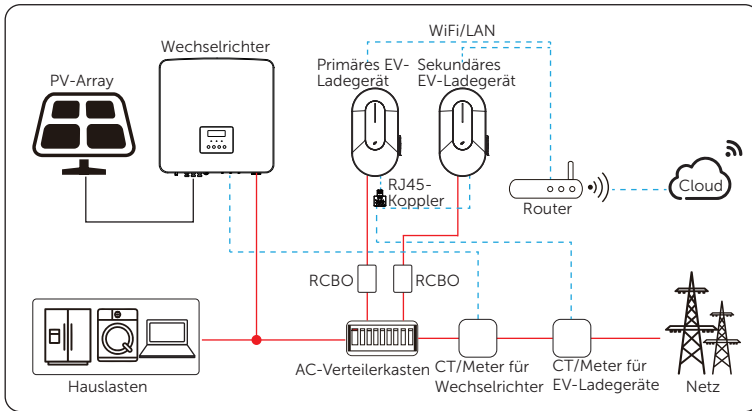 WiFi/LAN
Wechselrichter
Primäres EV-
Ladegerät
Sekundäres
EV-Ladegerät
PV-Array
RJ45-
Koppler
Router
Cloud
RCBO
RCBO
Hauslasten
AC-Verteilerkasten
CT/Meter für
Wechselrichter
CT/Meter für
EV-Ladegeräte
Netz